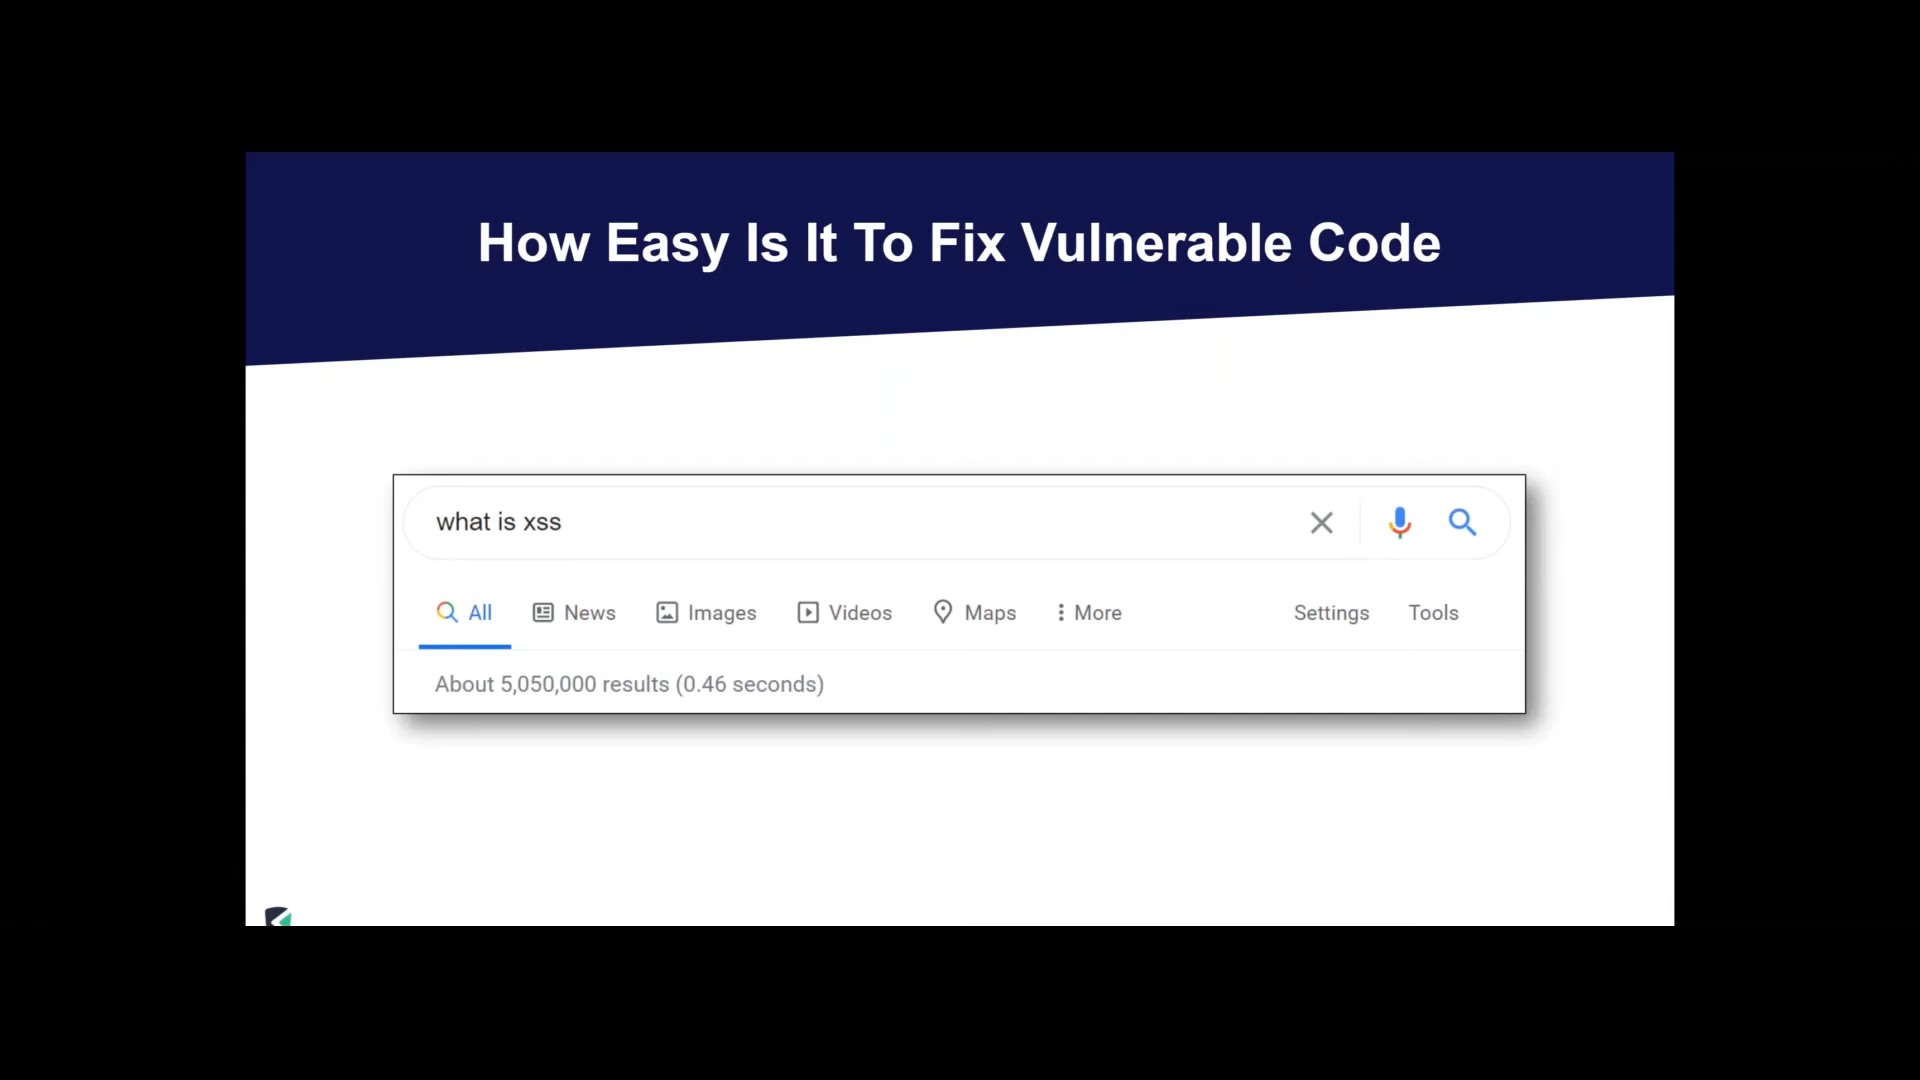 How Easy Is It To Fix Vulnerable Code
what is xss
All News Images Videos Maps More Settings Tools
About 5,050,000 results (0.46 seconds)